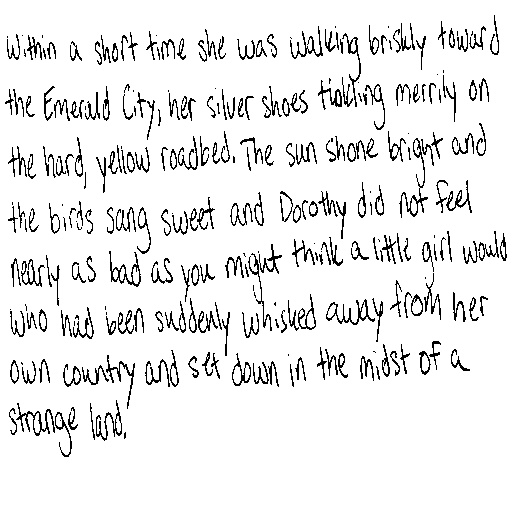 Within a short time she was walking briskly toward
the Emerald City, her silver shoes tinkling merrily on
the hard, yellow roadbed. The sun shone bright and
the birds sang sweet and Dorothy did not feel
nearly as bad as you might think a little girl would
who had been suddenly whisked away from her
own country and set down in the midst of a
strange land.